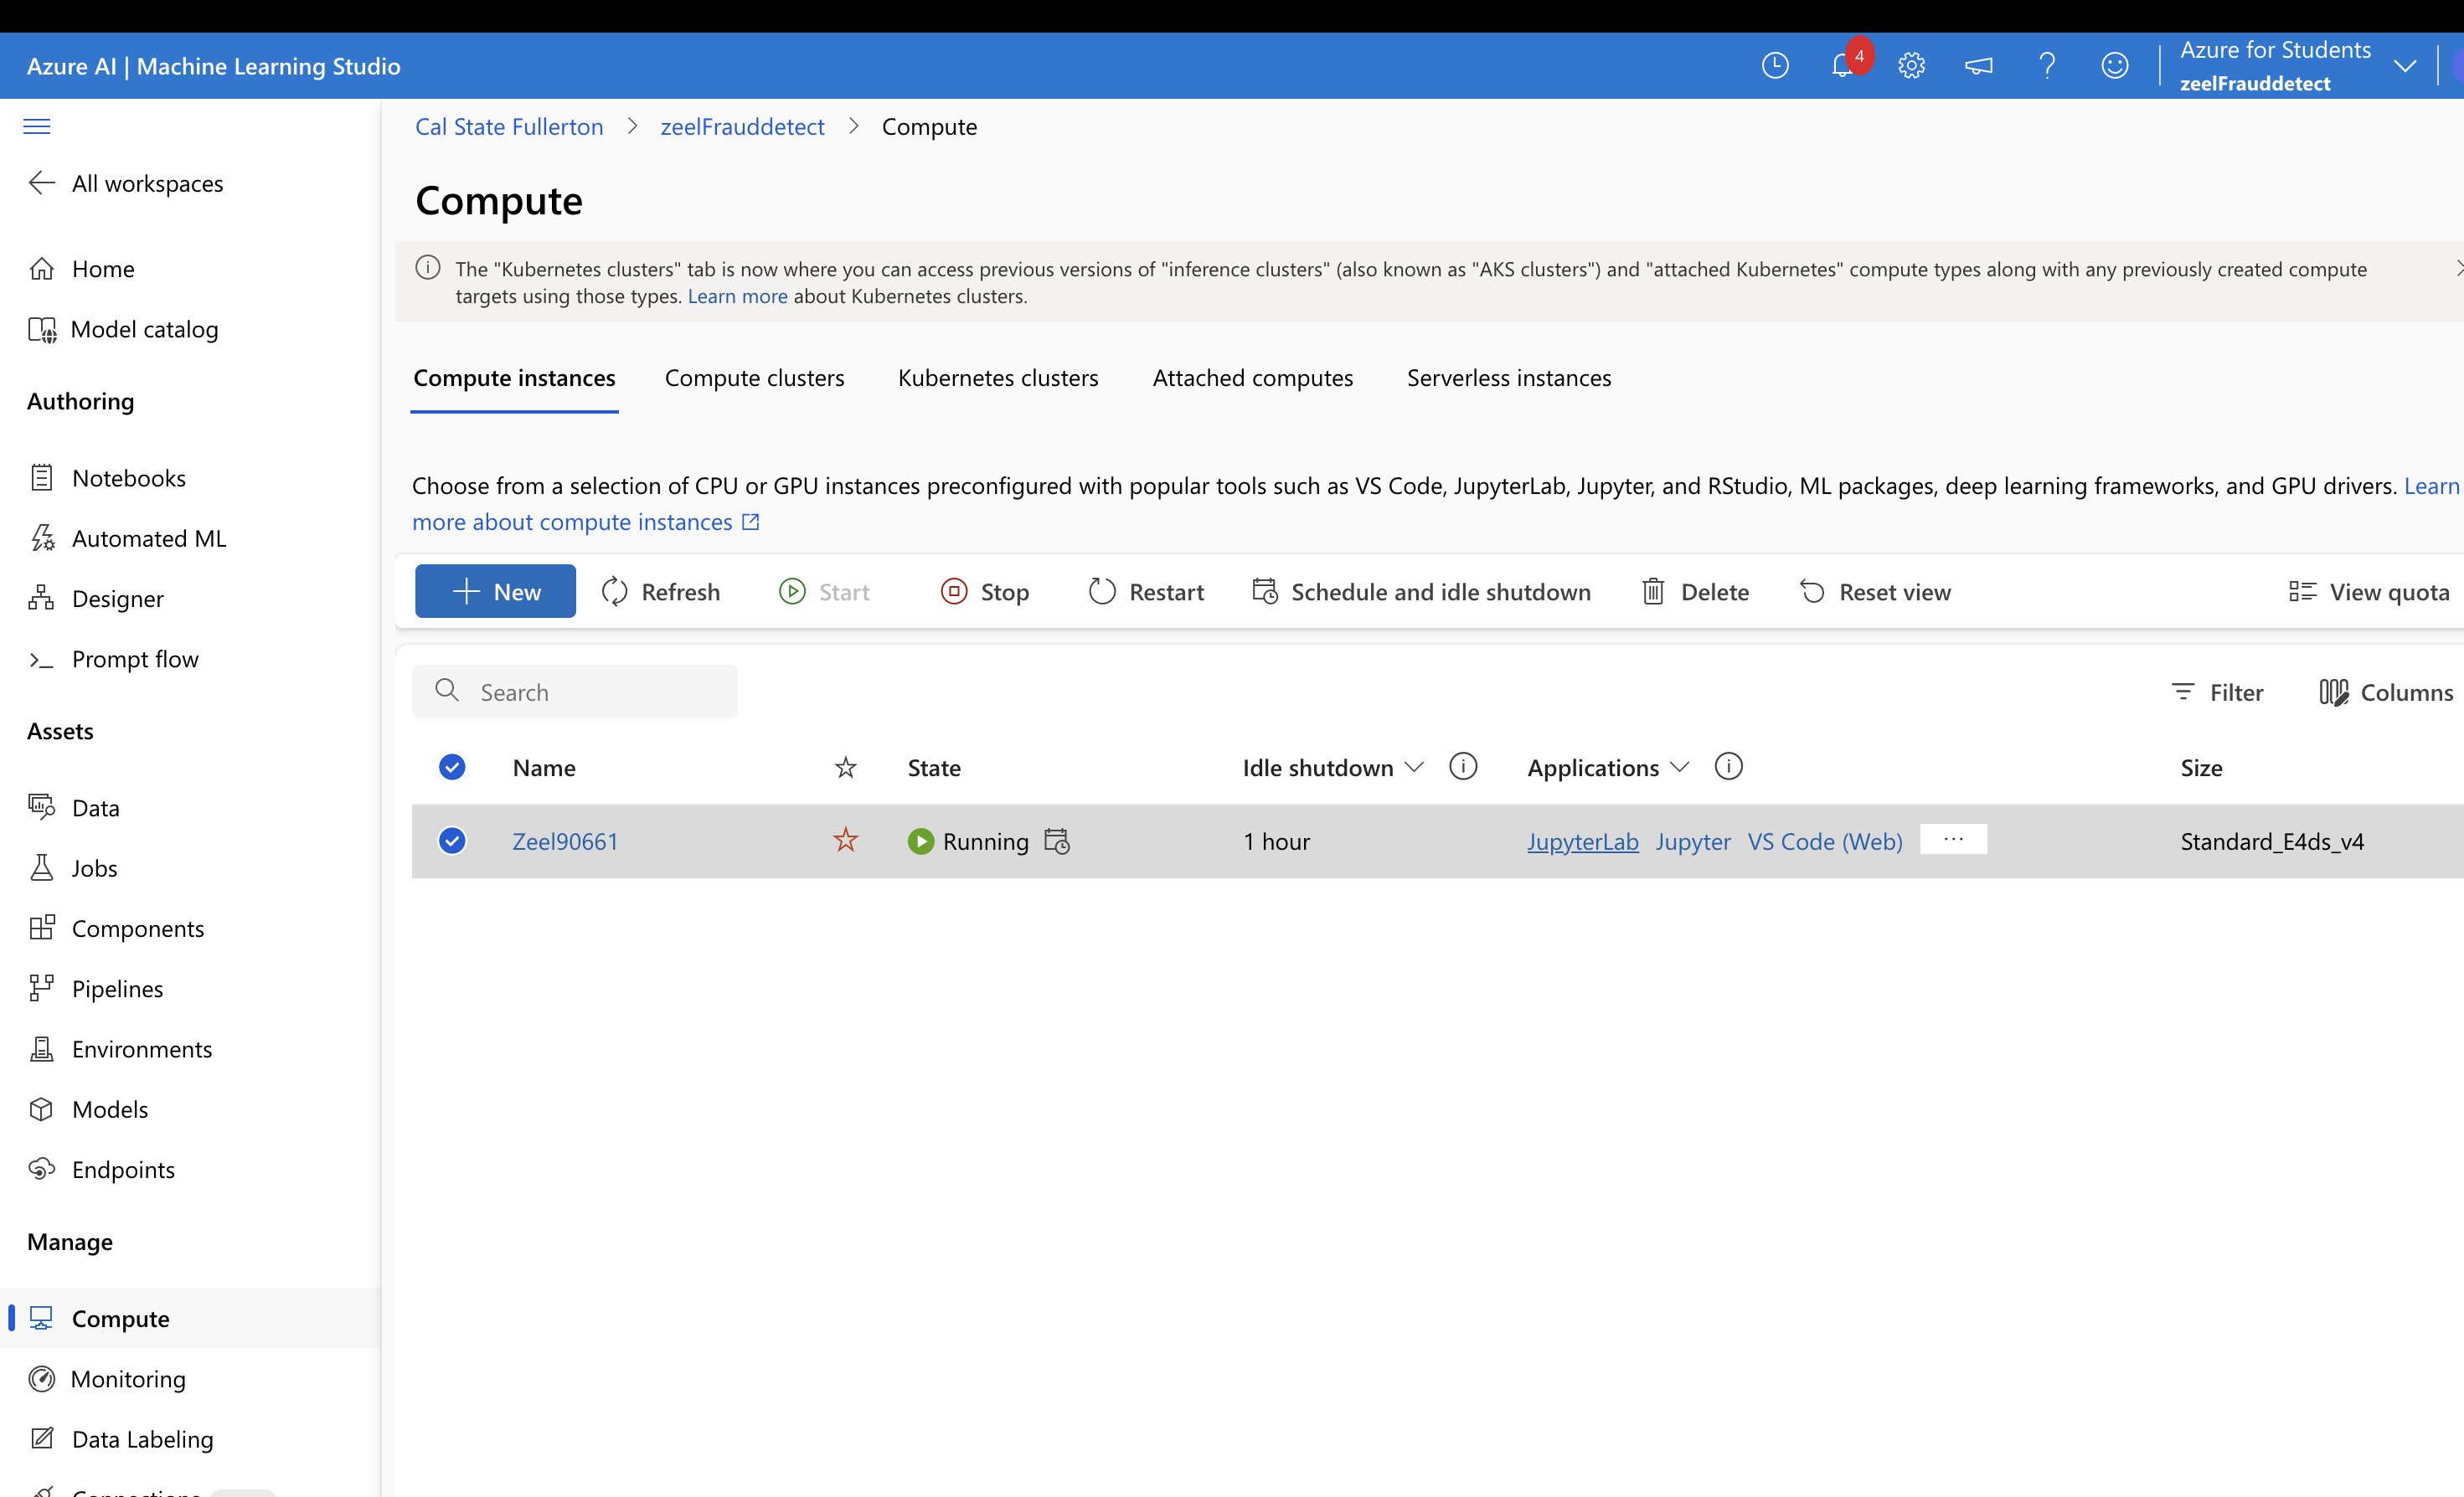 Azure AI | Machine Learning Studio
4
Azure for Students
zeelFrauddetect
Cal State Fullerton > zeelFrauddetect > Compute
All workspaces
Home
Model catalog
Authoring
Notebooks
Automated ML
Designer
Prompt flow
Assets
Data
Jobs
Components
Pipelines
Environments
Models
Endpoints
Manage
Compute
Monitoring
Data Labeling
Compute
The "Kubernetes clusters" tab is now where you can access previous versions of "inference clusters" (also known as "AKS clusters") and "attached Kubernetes" compute types along with any previously created compute
targets using those types. Learn more about Kubernetes clusters.
Compute instances Compute clusters Kubernetes clusters Attached computes Serverless instances
Choose from a selection of CPU or GPU instances preconfigured with popular tools such as VS Code, JupyterLab, Jupyter, and RStudio, ML packages, deep learning frameworks, and GPU drivers. Learn
more about compute instances
New Refresh Start Stop Restart Schedule and idle shutdown Delete Reset view View quota
Search Filter Columns
Name State Idle shutdown Applications Size
Zeel90661 Running 1 hour JupyterLab Jupyter VS Code (Web) ... Standard_E4ds_v4